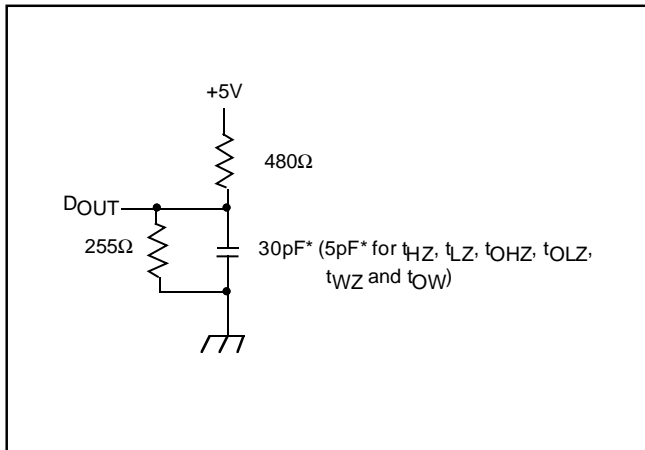 +5V
480Ω
DOUT
255Ω
30pF* (5pF* for tHZ, tLZ, tOHZ, tOLZ,
tWZ and tOW)